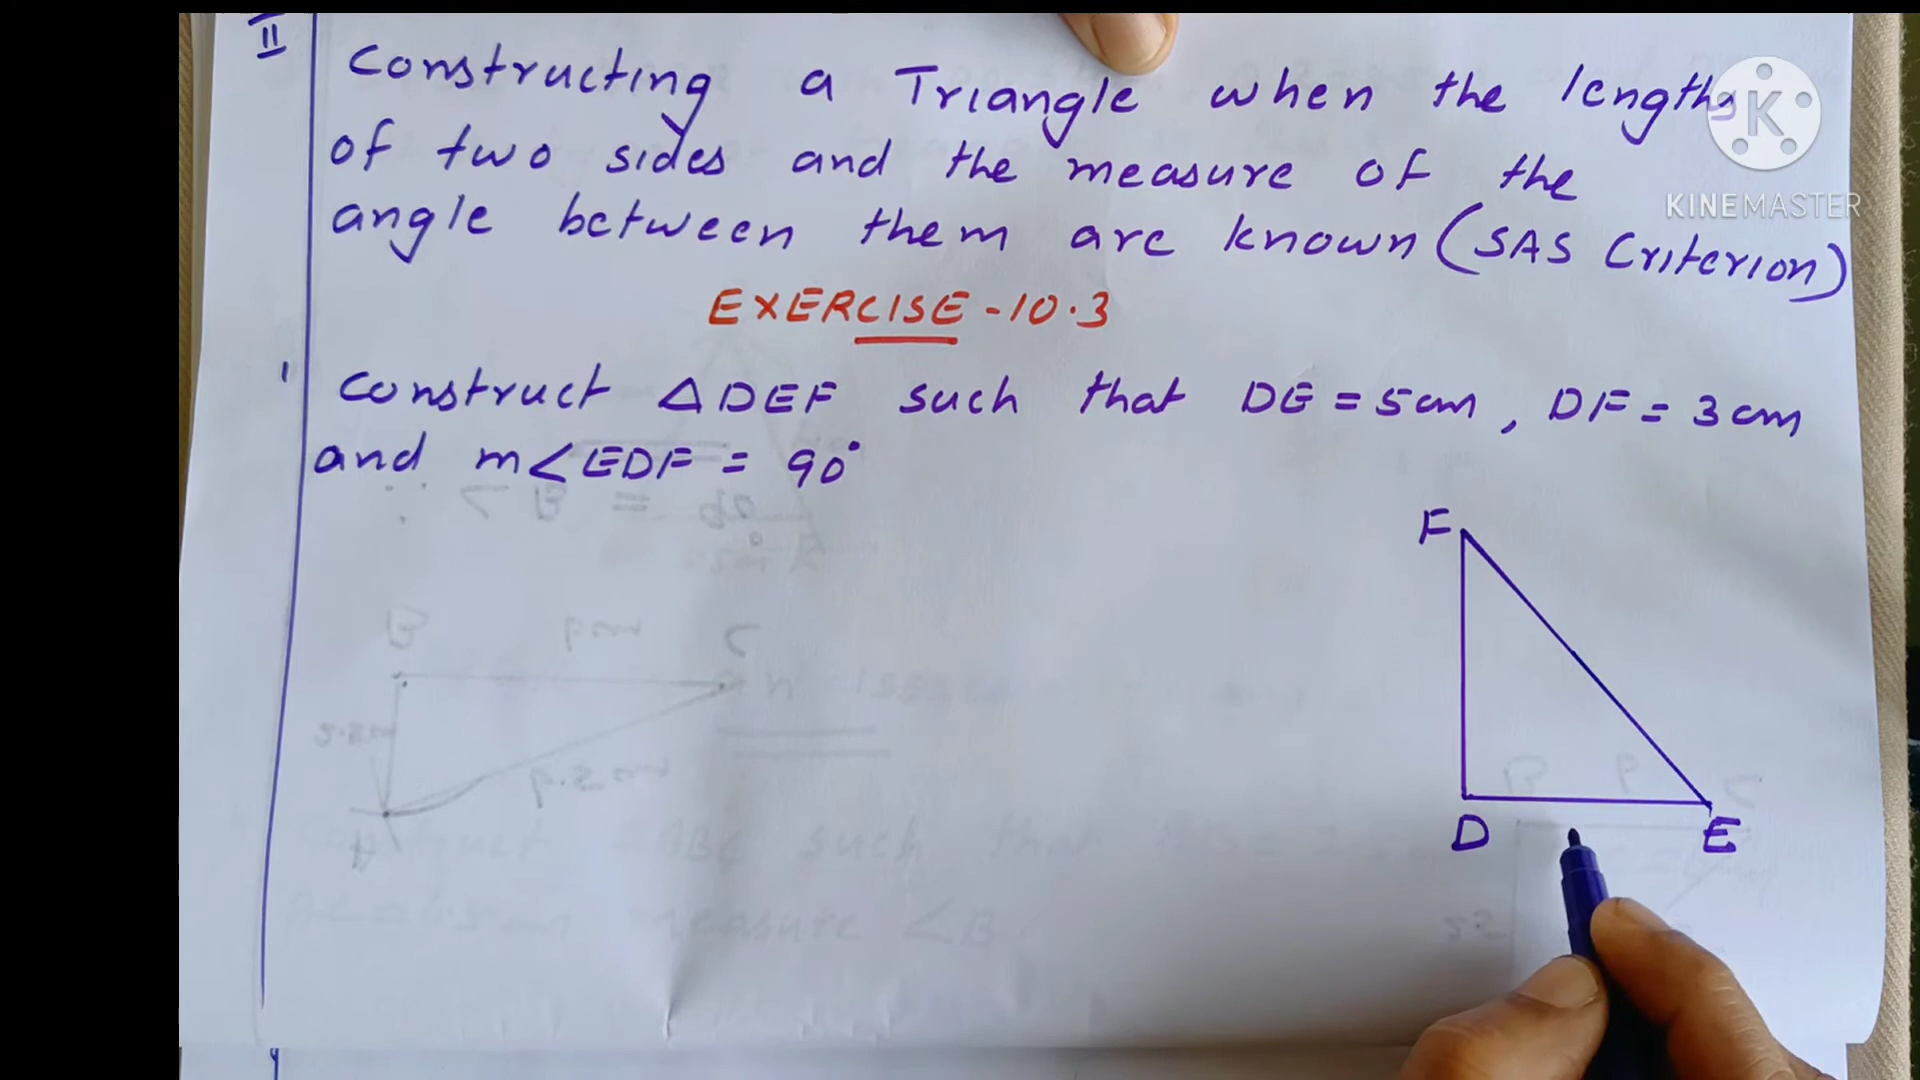 II
Constructing a Triangle when the lengths
of two sides and the measure of the
angle between them are known (SAS Criterion)
EXERCISE - 10.3
1 Construct △DEF such that DE = 5cm, DF = 3cm
and m∠EDF = 90°
F
D E
K
KINEMASTER